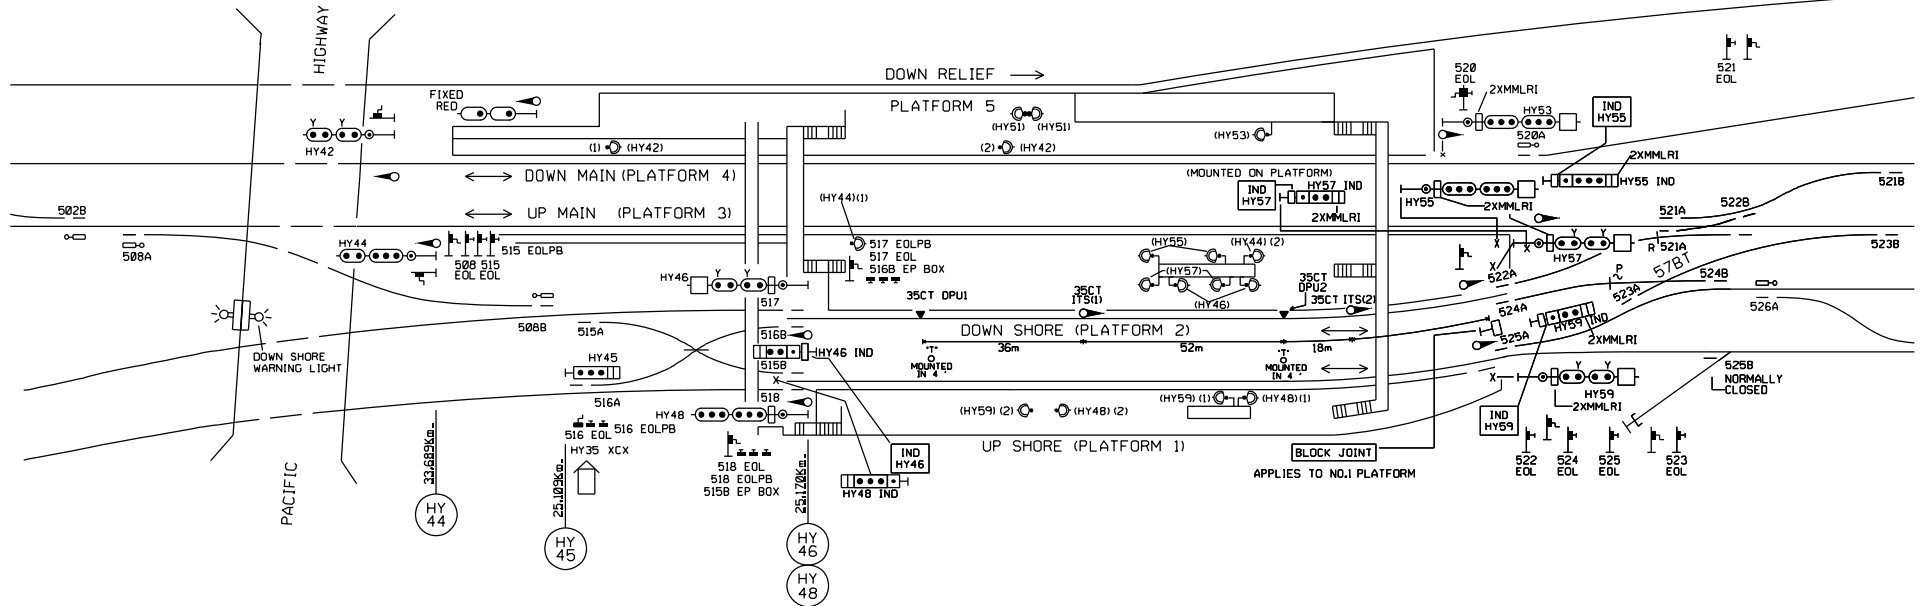 HIGHWAY
DOWN RELIEF
PLATFORM 5
FIXED
RED
HY42
Y Y
(HY51) (HY51)
(1) (HY42)
(2) (HY42)
(HY53)
520
EOL
2XMMLRI
HY53
520A
IND
HY55
521
EOL
2XMMLRI
HY55 IND
DOWN MAIN (PLATFORM 4)
UP MAIN (PLATFORM 3)
(MOUNTED ON PLATFORM)
IND
HY57
HY57 IND
2XMMLRI
HY55
2XMMLRI
521B
522B
521A
R 521A
523B
502B
508A
HY44
508 515
EOL EOL
515 EOLPB
(HY44)(1)
517 EOLPB
517 EOL
516B EP BOX
(HY55)
(HY44)(2)
(HY57)
(HY46)
Y Y
HY57
57BT
P
522A
523A
524B
524A
525A
526A
HY46
Y Y
517
508B
515A
516B
515B
HY46 IND
35CT DPU1
35CT
ITS(1)
35CT
DPU2
35CT ITS(2)
DOWN SHORE (PLATFORM 2)
36m
52m
18m
"T"
MOUNTED
IN 4'
"T"
MOUNTED
IN 4'
HY59 IND
2XMMLRI
DOWN SHORE
WARNING LIGHT
HY45
516A
518
HY48
516 EOL
516 EOLPB
HY35 XCX
518 EOL
518 EOLPB
515B EP BOX
(HY59) (2)
(HY48) (2)
(HY59) (1)
(HY48)(1)
HY59
2XMMLRI
IND
HY59
525B
NORMALLY
CLOSED
UP SHORE (PLATFORM 1)
BLOCK JOINT
APPLIES TO NO.1 PLATFORM
522
EOL
524
EOL
525
EOL
523
EOL
IND
HY46
HY48 IND
PACIFIC
33.689Km.
25.109Km.
25.170Km.
HY
44
HY
45
HY
46
HY
48